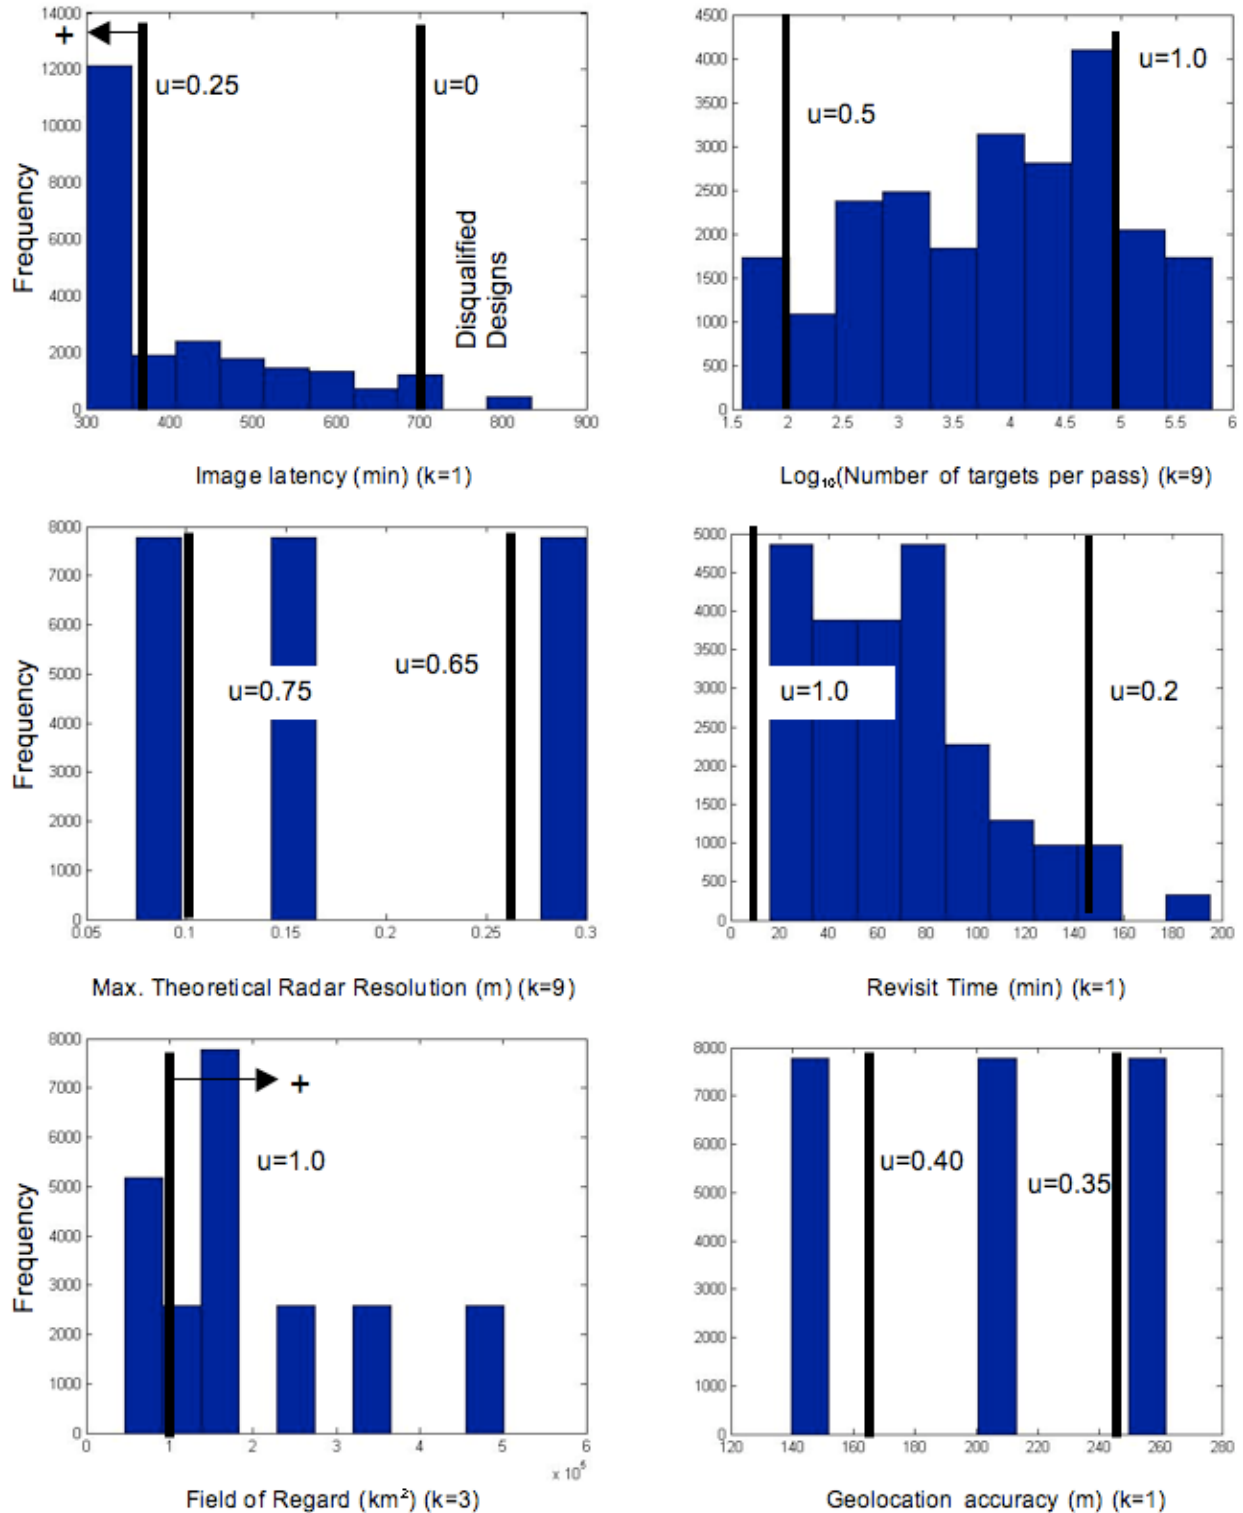 14000
12000
10000
8000
6000
4000
2000
0
Frequency
+
u=0.25
u=0
Disqualified
Designs
300 400 500 600 700 800 900
Image latency (min) (k=1)
4500
4000
3500
3000
2500
2000
1500
1000
500
0
u=0.5
u=1.0
1.5 2 2.5 3 3.5 4 4.5 5 5.5 6
Log₁₀(Number of targets per pass) (k=9)
8000
7000
6000
5000
4000
3000
2000
1000
0
Frequency
u=0.75
u=0.65
0.05 0.1 0.15 0.2 0.25 0.3
Max. Theoretical Radar Resolution (m) (k=9)
5000
4500
4000
3500
3000
2500
2000
1500
1000
500
0
u=1.0
u=0.2
0 20 40 60 80 100 120 140 160 180 200
Revisit Time (min) (k=1)
8000
7000
6000
5000
4000
3000
2000
1000
0
Frequency
+
u=1.0
0 1 2 3 4 5 6
x 10⁵
Field of Regard (km²) (k=3)
8000
7000
6000
5000
4000
3000
2000
1000
0
u=0.40
u=0.35
120 140 160 180 200 220 240 260 280
Geolocation accuracy (m) (k=1)